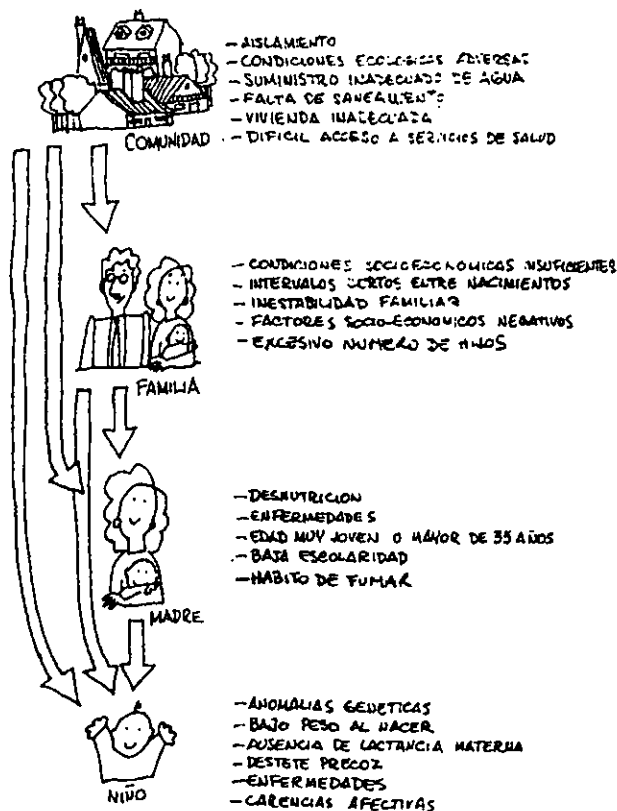 - AISLAMIENTO
- CONDICIONES ECOLOGICAS ADVERSAS
- SUMINISTRO INADECUADO DE AGUA
- FALTA DE SANEAMIENTO
- VIVIENDA INADECUADA
- DIFICIL ACCESO A SERVICIOS DE SALUD
COMUNIDAD
- CONDICIONES SOCIOECONOMICAS INSUFICIENTES
- INTERVALOS CORTOS ENTRE NACIMIENTOS
- INESTABILIDAD FAMILIAR
- FACTORES SOCIO-ECONOMICOS NEGATIVOS
- EXCESIVO NUMERO DE HIJOS
FAMILIA
- DESNUTRICION
- ENFERMEDADES
- EDAD MUY JOVEN O MAYOR DE 35 AÑOS
- BAJA ESCOLARIDAD
- HABITO DE FUMAR
MADRE
- ANOMALIAS GENETICAS
- BAJO PESO AL NACER
- AUSENCIA DE LACTANCIA MATERNA
- DESTETE PRECOZ
- ENFERMEDADES
- CARENCIAS AFECTIVAS
NIÑO